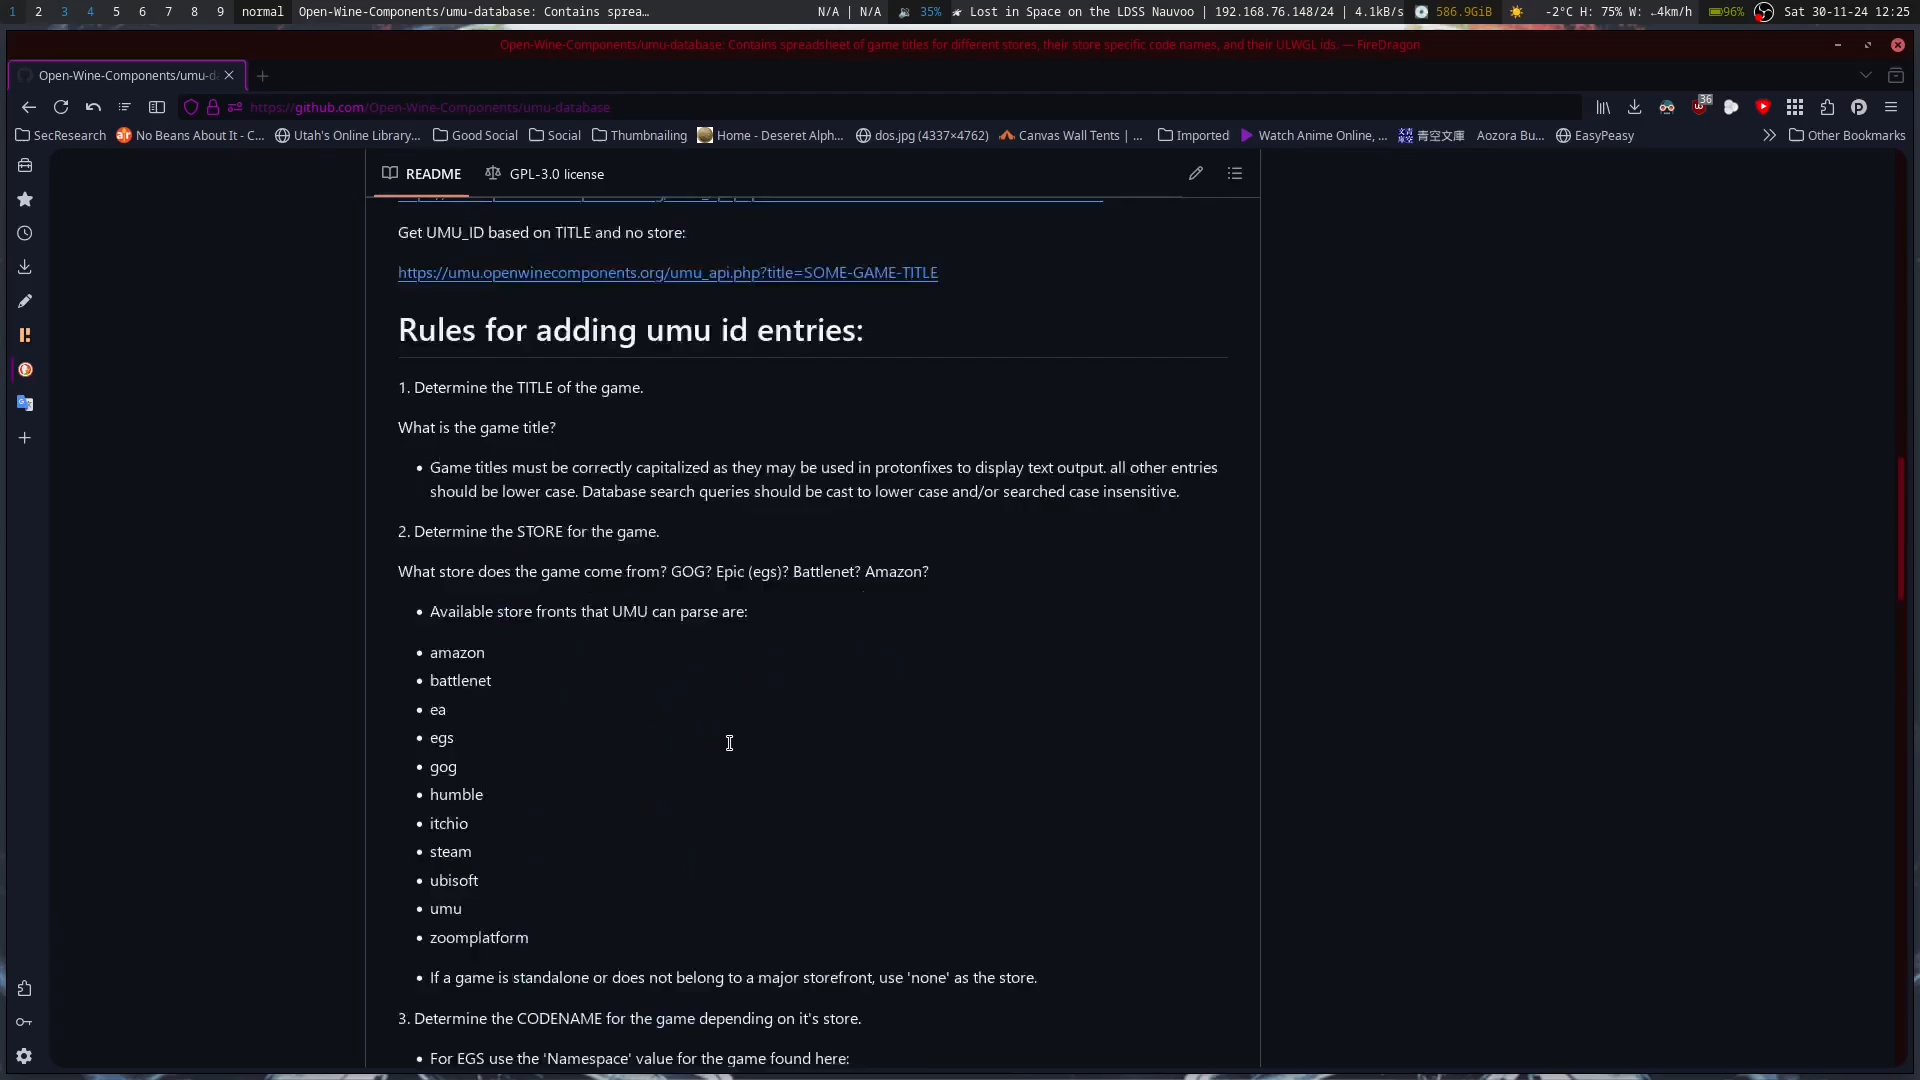 1 2 3 4 5 6 7 8 9 normal Open-Wine-Components/umu-database: Contains sprea… N/A | N/A 35% Lost in Space on the LDSS Nauvoo | 192.168.76.148/24 | 4.1kB/s 586.9GiB -2°C H: 75% W: 4km/h 96% Sat 30-11-24 12:25
Open-Wine-Components/umu-database: Contains spreadsheet of game titles for different stores, their store specific code names, and their ULWGL ids. — FireDragon
Open-Wine-Components/umu-d
https://github.com/Open-Wine-Components/umu-database 36
SecResearch No Beans About It - C… Utah's Online Library… Good Social Social Thumbnailing Home - Deseret Alph… dos.jpg (4337×4762) Canvas Wall Tents | … Imported Watch Anime Online, … 青空文庫 Aozora Bu… EasyPeasy Other Bookmarks
README GPL-3.0 license
Get UMU_ID based on TITLE and no store:
https://umu.openwinecomponents.org/umu_api.php?title=SOME-GAME-TITLE
Rules for adding umu id entries:
1. Determine the TITLE of the game.
What is the game title?
• Game titles must be correctly capitalized as they may be used in protonfixes to display text output. all other entries
should be lower case. Database search queries should be cast to lower case and/or searched case insensitive.
2. Determine the STORE for the game.
What store does the game come from? GOG? Epic (egs)? Battlenet? Amazon?
• Available store fronts that UMU can parse are:
• amazon
• battlenet
• ea
• egs
• gog
• humble
• itchio
• steam
• ubisoft
• umu
• zoomplatform
• If a game is standalone or does not belong to a major storefront, use 'none' as the store.
3. Determine the CODENAME for the game depending on it's store.
• For EGS use the 'Namespace' value for the game found here: